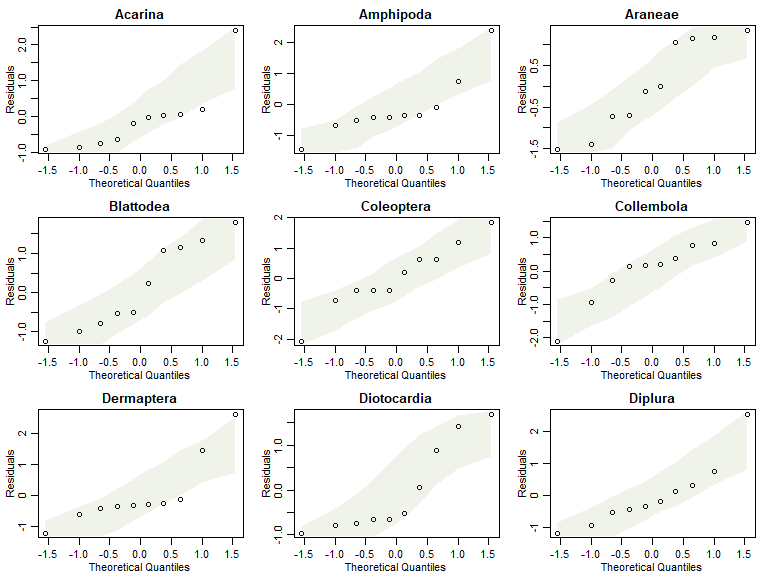 Acarina
Amphipoda
Araneae
Residuals
-1.0 0.0 1.0 2.0
Residuals
-1 0 1 2
Residuals
-1.5 -0.5 0.5
-1.5 -1.0 -0.5 0.0 0.5 1.0 1.5
-1.5 -1.0 -0.5 0.0 0.5 1.0 1.5
-1.5 -1.0 -0.5 0.0 0.5 1.0 1.5
Theoretical Quantiles
Theoretical Quantiles
Theoretical Quantiles
Blattodea
Coleoptera
Collembola
Residuals
-1.0 0.0 1.0
Residuals
-2 -1 0 1 2
Residuals
-2.0 -1.0 0.0 1.0
-1.5 -1.0 -0.5 0.0 0.5 1.0 1.5
-1.5 -1.0 -0.5 0.0 0.5 1.0 1.5
-1.5 -1.0 -0.5 0.0 0.5 1.0 1.5
Theoretical Quantiles
Theoretical Quantiles
Theoretical Quantiles
Dermaptera
Diotocardia
Diplura
Residuals
-1 0 1 2
Residuals
-1.0 0.0 1.0
Residuals
-1 0 1 2
-1.5 -1.0 -0.5 0.0 0.5 1.0 1.5
-1.5 -1.0 -0.5 0.0 0.5 1.0 1.5
-1.5 -1.0 -0.5 0.0 0.5 1.0 1.5
Theoretical Quantiles
Theoretical Quantiles
Theoretical Quantiles